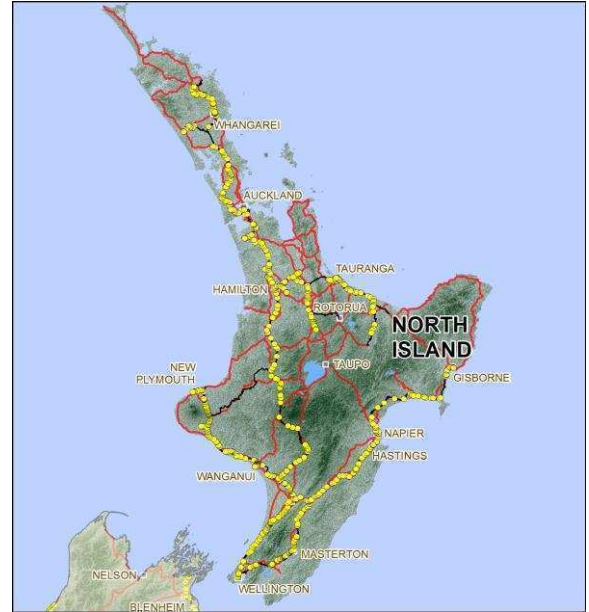 WHANGAREI
AUCKLAND
TAURANGA
HAMILTON
ROTORUA
NORTH
ISLAND
TAUPO
NEW
PLYMOUTH
GISBORNE
NAPIER
HASTINGS
WANGANUI
MASTERTON
NELSON
WELLINGTON
BLENHEIM